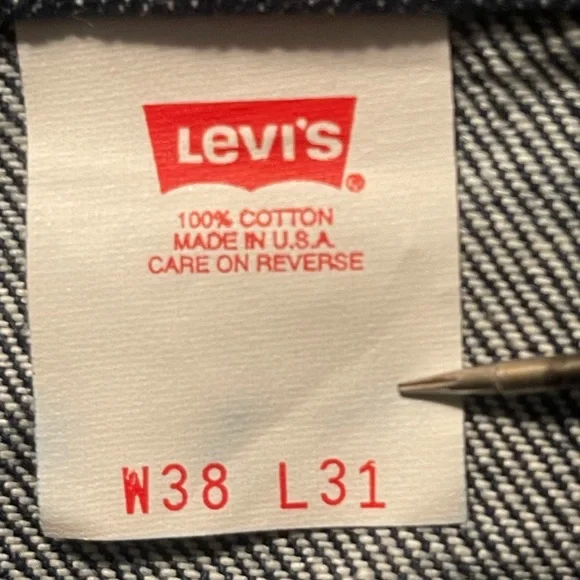 Levi's ®
100% COTTON
MADE IN U.S.A.
CARE ON REVERSE
W38 L31